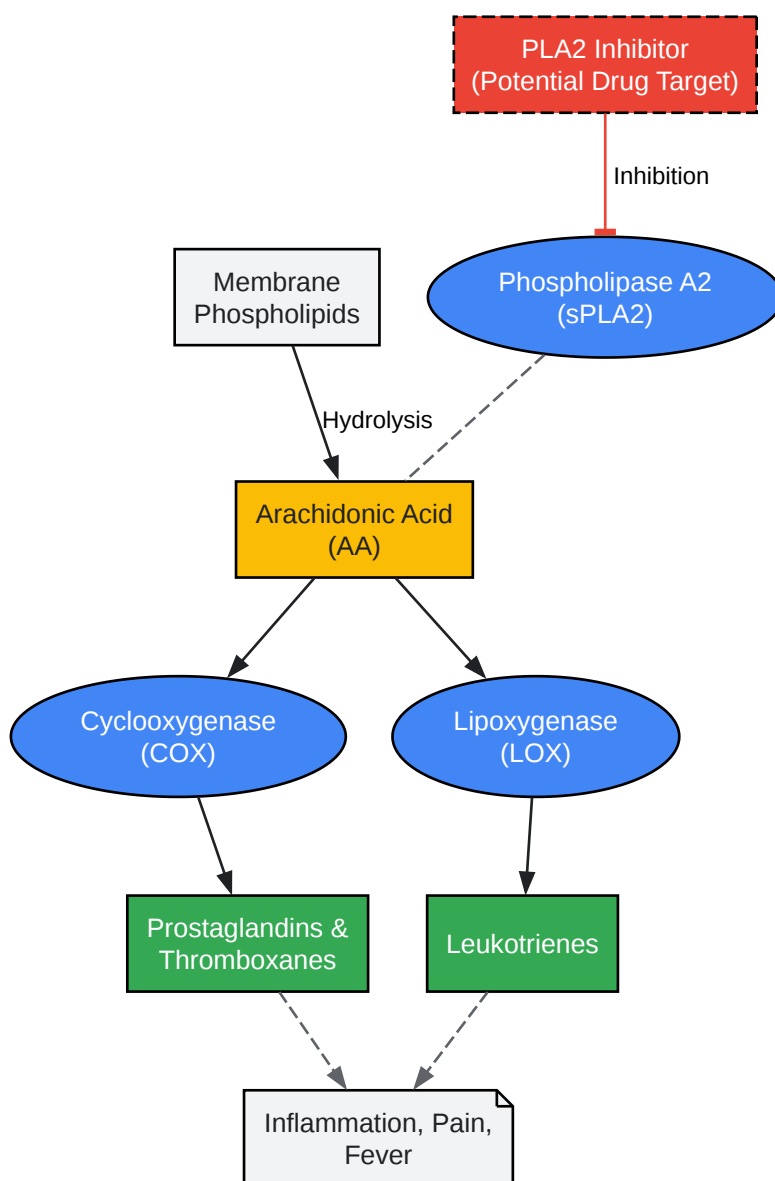 PLA2 Inhibitor
(Potential Drug Target)
Inhibition
Membrane
Phospholipids
Phospholipase A2
(sPLA2)
Hydrolysis
Arachidonic Acid
(AA)
Cyclooxygenase
(COX)
Lipoxygenase
(LOX)
Prostaglandins &
Thromboxanes
Leukotrienes
Inflammation, Pain,
Fever